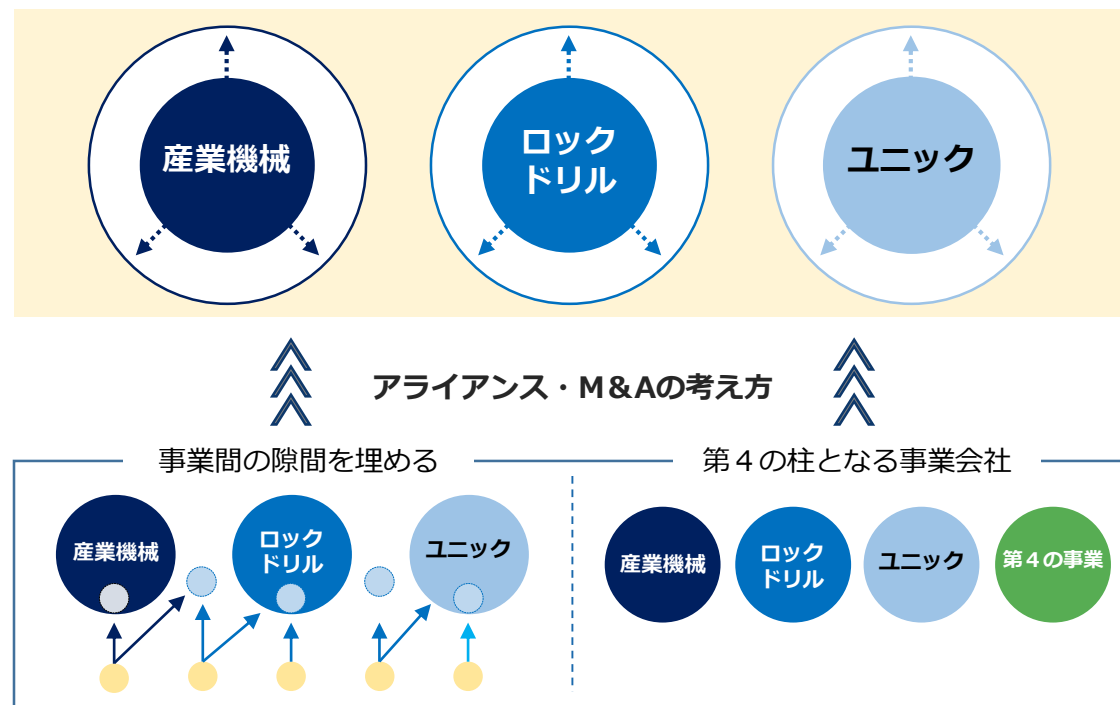 産業機械
ロック
ドリル
ユニック
アライアンス・M&Aの考え方
事業間の隙間を埋める
産業機械
ロック
ドリル
ユニック
第４の柱となる事業会社
産業機械
ロック
ドリル
ユニック
第４の事業